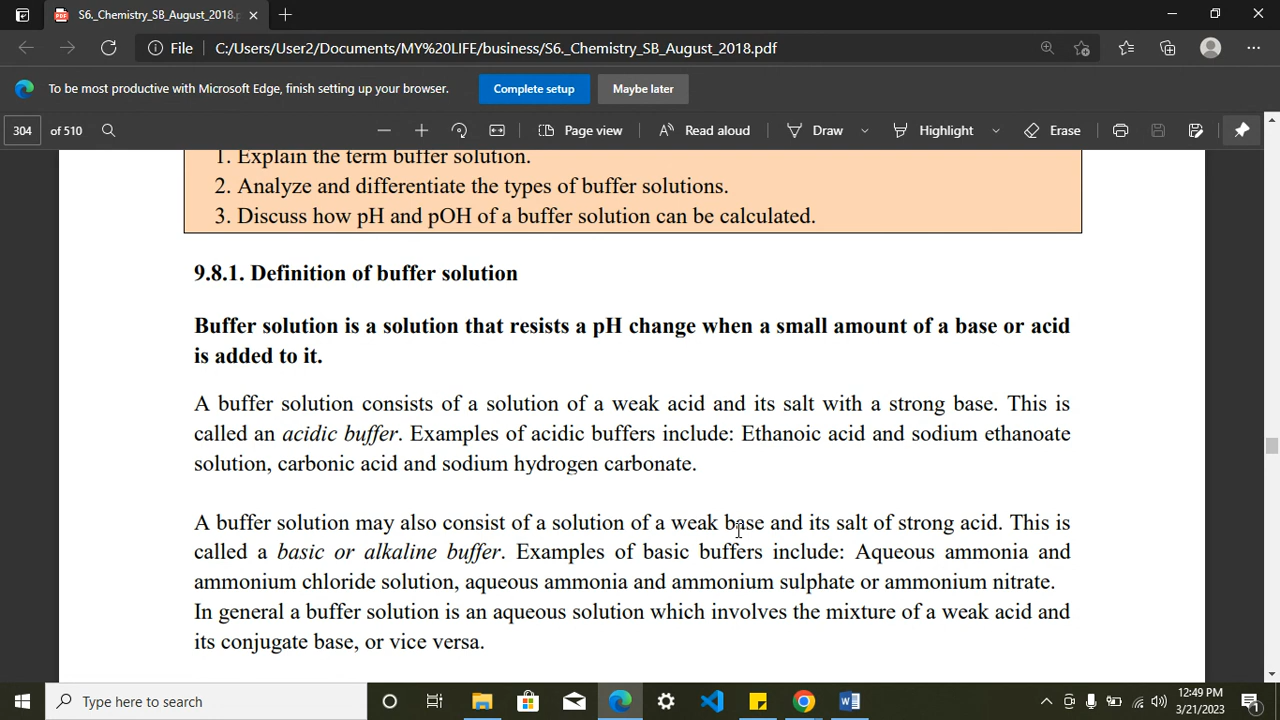 S6._Chemistry_SB_August_2018.p
File C:/Users/User2/Documents/MY%20LIFE/business/S6._Chemistry_SB_August_2018.pdf
To be most productive with Microsoft Edge, finish setting up your browser. Complete setup Maybe later
304 of 510 Page view Read aloud Draw Highlight Erase
1. Explain the term buffer solution.
2. Analyze and differentiate the types of buffer solutions.
3. Discuss how pH and pOH of a buffer solution can be calculated.
9.8.1. Definition of buffer solution
Buffer solution is a solution that resists a pH change when a small amount of a base or acid
is added to it.
A buffer solution consists of a solution of a weak acid and its salt with a strong base. This is
called an acidic buffer. Examples of acidic buffers include: Ethanoic acid and sodium ethanoate
solution, carbonic acid and sodium hydrogen carbonate.
A buffer solution may also consist of a solution of a weak base and its salt of strong acid. This is
called a basic or alkaline buffer. Examples of basic buffers include: Aqueous ammonia and
ammonium chloride solution, aqueous ammonia and ammonium sulphate or ammonium nitrate.
In general a buffer solution is an aqueous solution which involves the mixture of a weak acid and
its conjugate base, or vice versa.
Type here to search
12:49 PM
3/21/2023
1